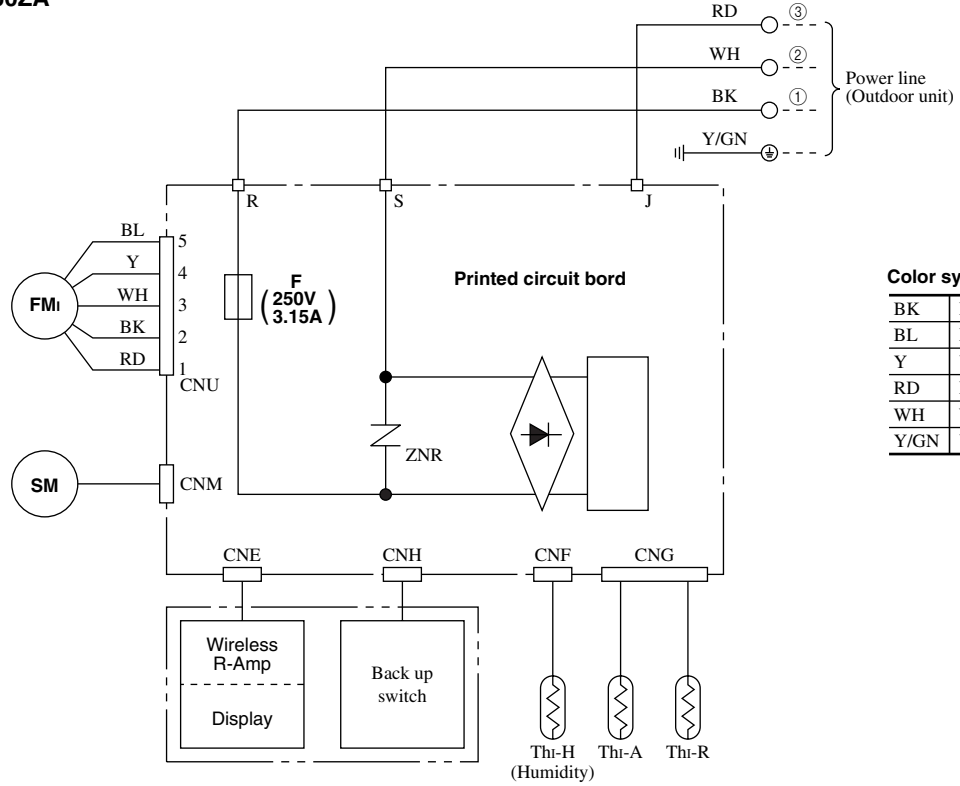 RD ③
WH ②
Power line
(Outdoor unit)
BK ①
Y/GN
R
S
J
BL 5
Y 4
WH 3
BK 2
RD 1
CNU
FMI
F
250V
3.15A
Printed circuit bord
Color sy
BK
BL
Y
RD
WH
Y/GN
ZNR
SM
CNM
CNE
CNH
CNF
CNG
Wireless
R-Amp
Display
Back up
switch
ThI-H
(Humidity)
ThI-A
ThI-R